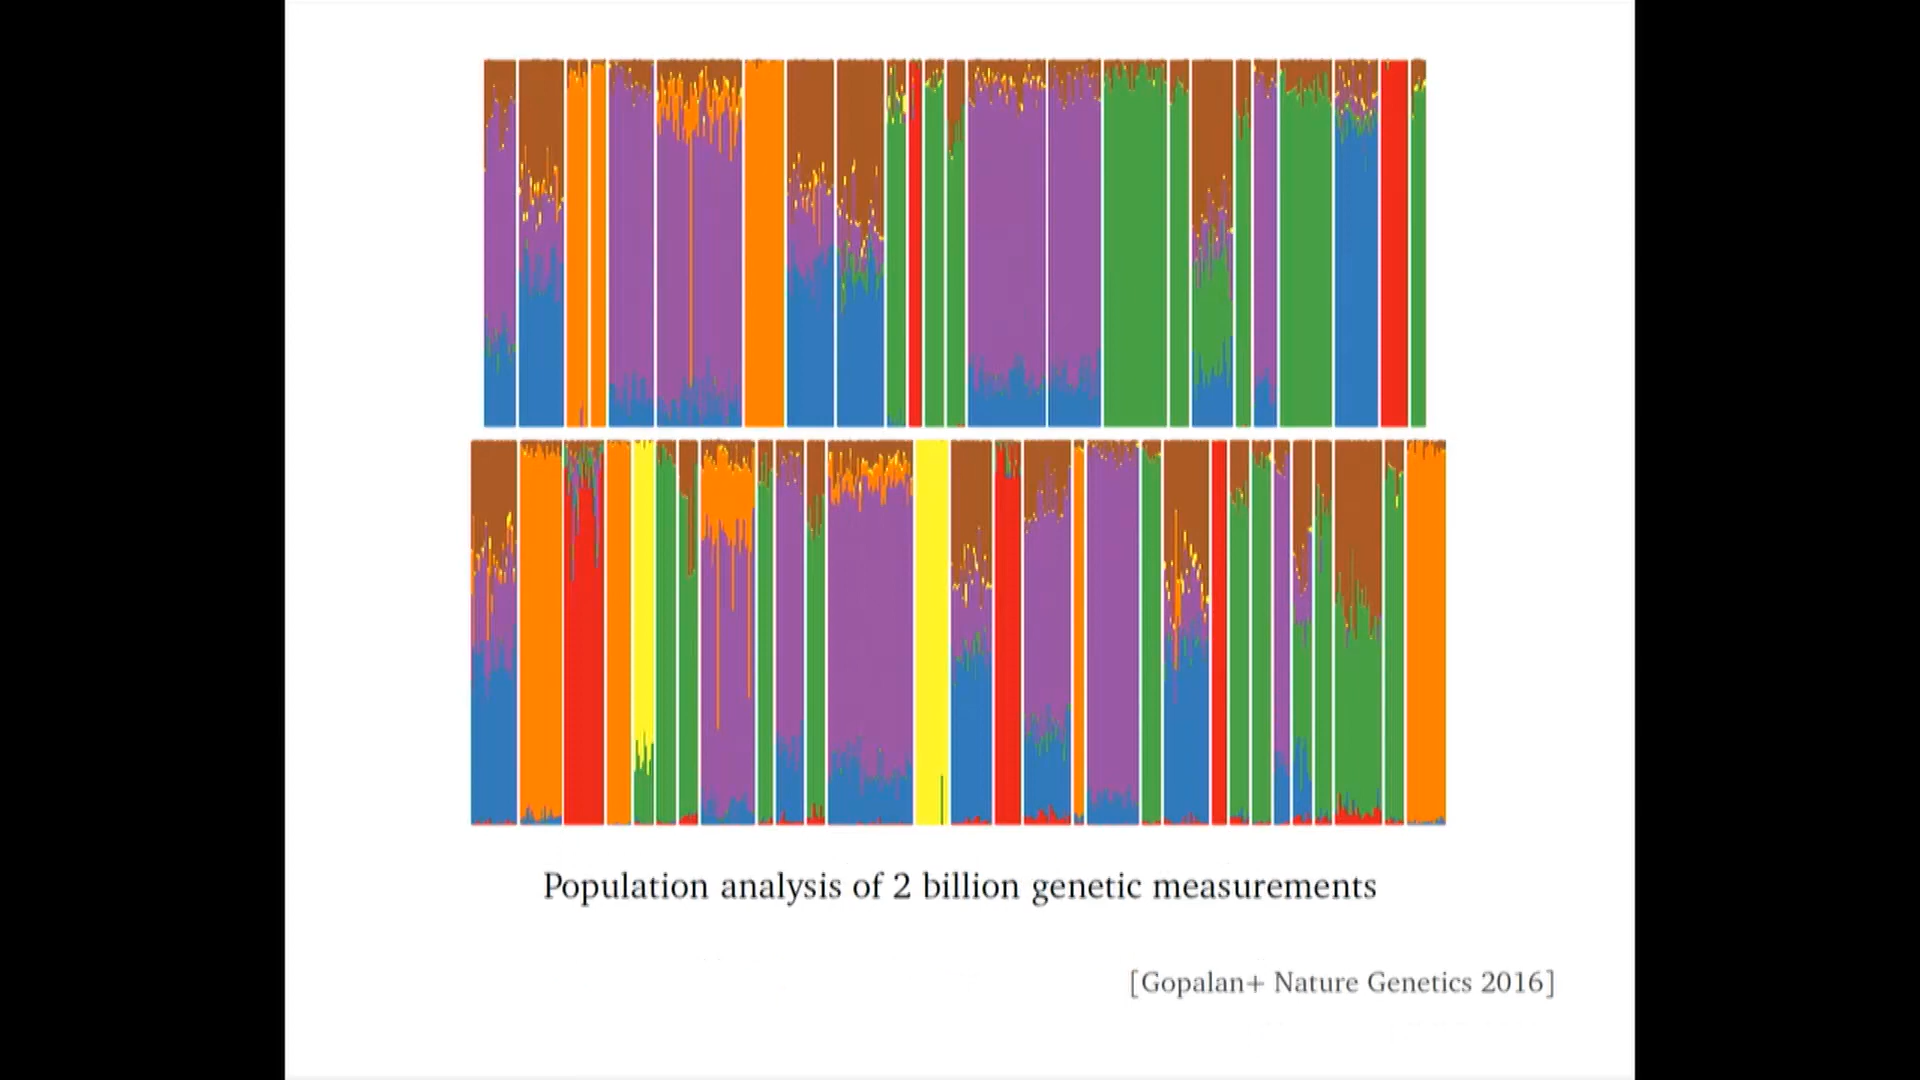 Population analysis of 2 billion genetic measurements
[Gopalan+ Nature Genetics 2016]